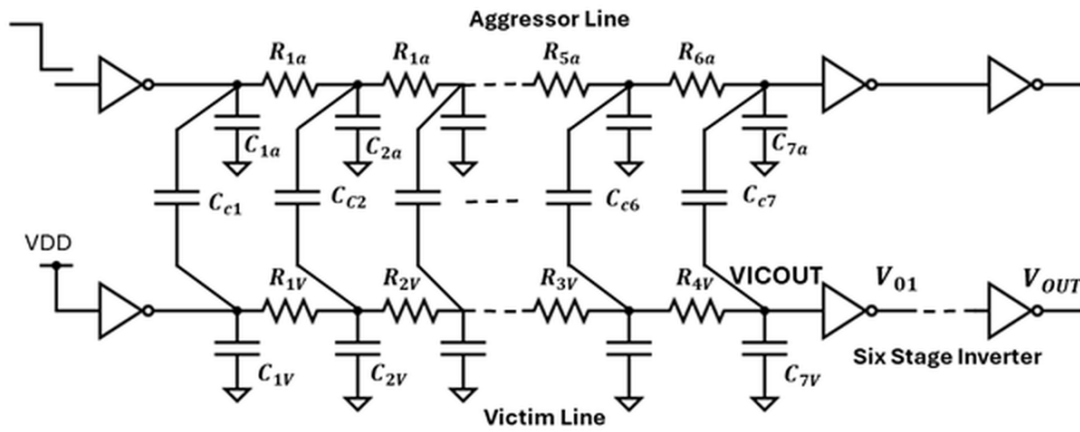 Aggressor Line
R1a R1a R5a R6a
C1a C2a C7a
Cc1 CC2 Cc6 Cc7
VDD
R1V R2V R3V R4V VICOUT V01 VOUT
Six Stage Inverter
C1V C2V C7V
Victim Line